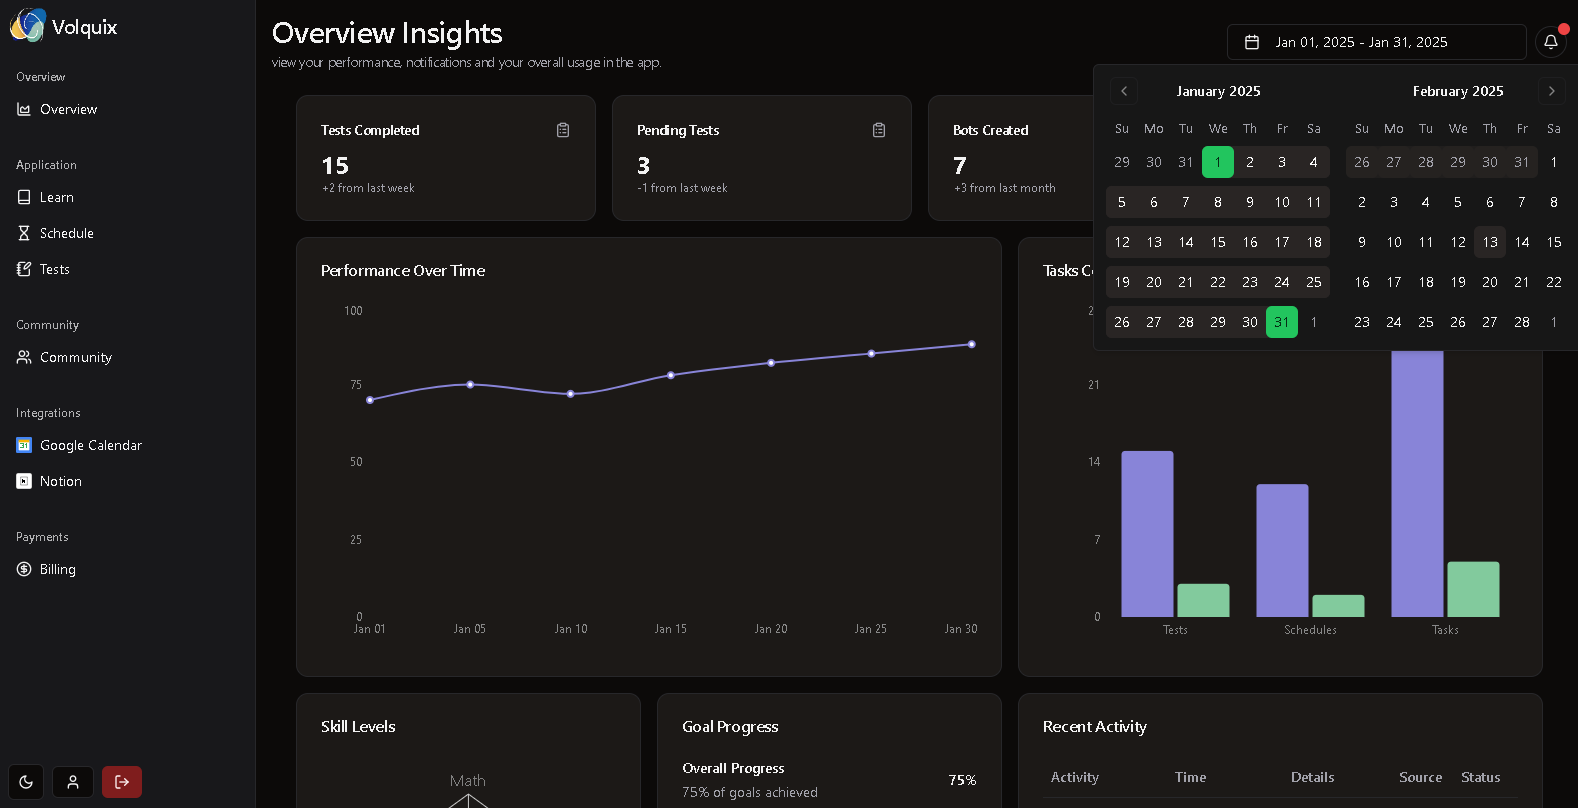 Volquix
Overview
Overview
Application
Learn
Schedule
Tests
Community
Community
Integrations
31 Google Calendar
Notion
Payments
Billing
Overview Insights
view your performance, notifications and your overall usage in the app.
Jan 01, 2025 - Jan 31, 2025
Tests Completed
15
+2 from last week
Pending Tests
3
-1 from last week
Bots Created
7
+3 from last month
January 2025
Su Mo Tu We Th Fr Sa
29 30 31 1 2 3 4
5 6 7 8 9 10 11
12 13 14 15 16 17 18
19 20 21 22 23 24 25
26 27 28 29 30 31 1
February 2025
Su Mo Tu We Th Fr Sa
26 27 28 29 30 31 1
2 3 4 5 6 7 8
9 10 11 12 13 14 15
16 17 18 19 20 21 22
23 24 25 26 27 28 1
Performance Over Time
100
75
50
25
0
Jan 01 Jan 05 Jan 10 Jan 15 Jan 20 Jan 25 Jan 30
Tasks
21
14
7
0
Tests Schedules Tasks
Skill Levels
Math
Goal Progress
Overall Progress
75% of goals achieved
75%
Recent Activity
Activity Time Details Source Status